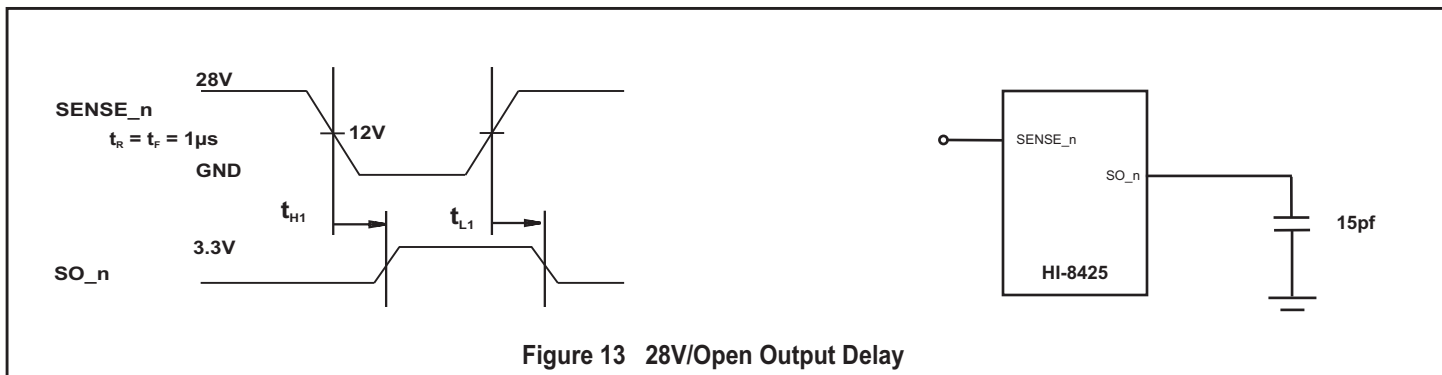 28V
SENSE_n
tR = tF = 1µs
12V
GND
tH1
tL1
3.3V
SO_n
SENSE_n
SO_n
15pf
HI-8425
Figure 13 28V/Open Output Delay